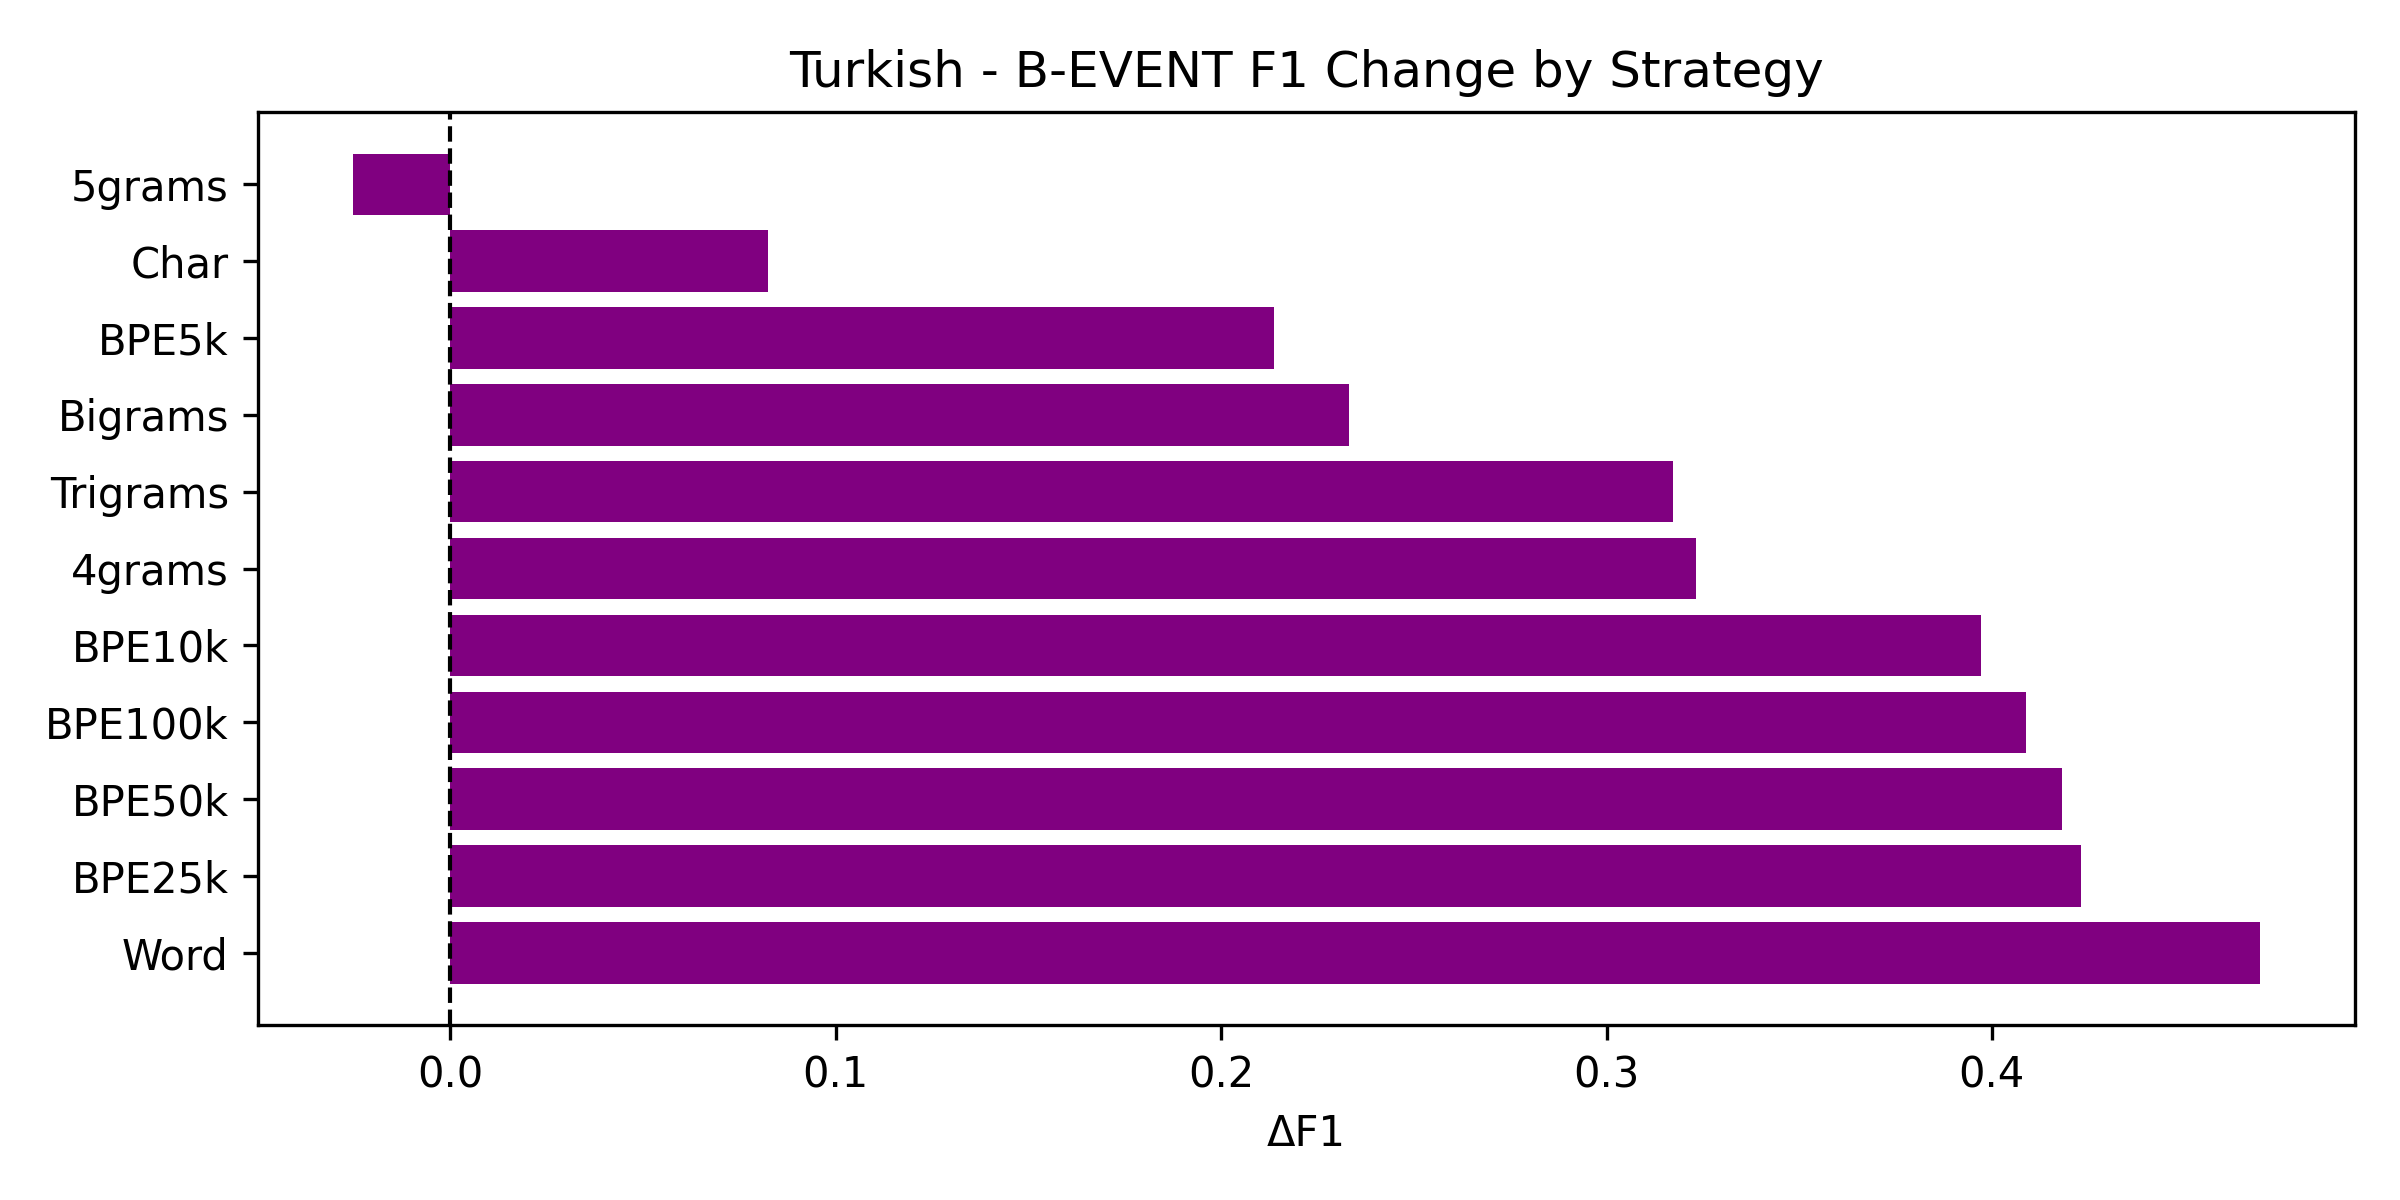 Turkish - B-EVENT F1 Change by Strategy
5grams
Char
BPE5k
Bigrams
Trigrams
4grams
BPE10k
BPE100k
BPE50k
BPE25k
Word
0.0 0.1 0.2 0.3 0.4
ΔF1